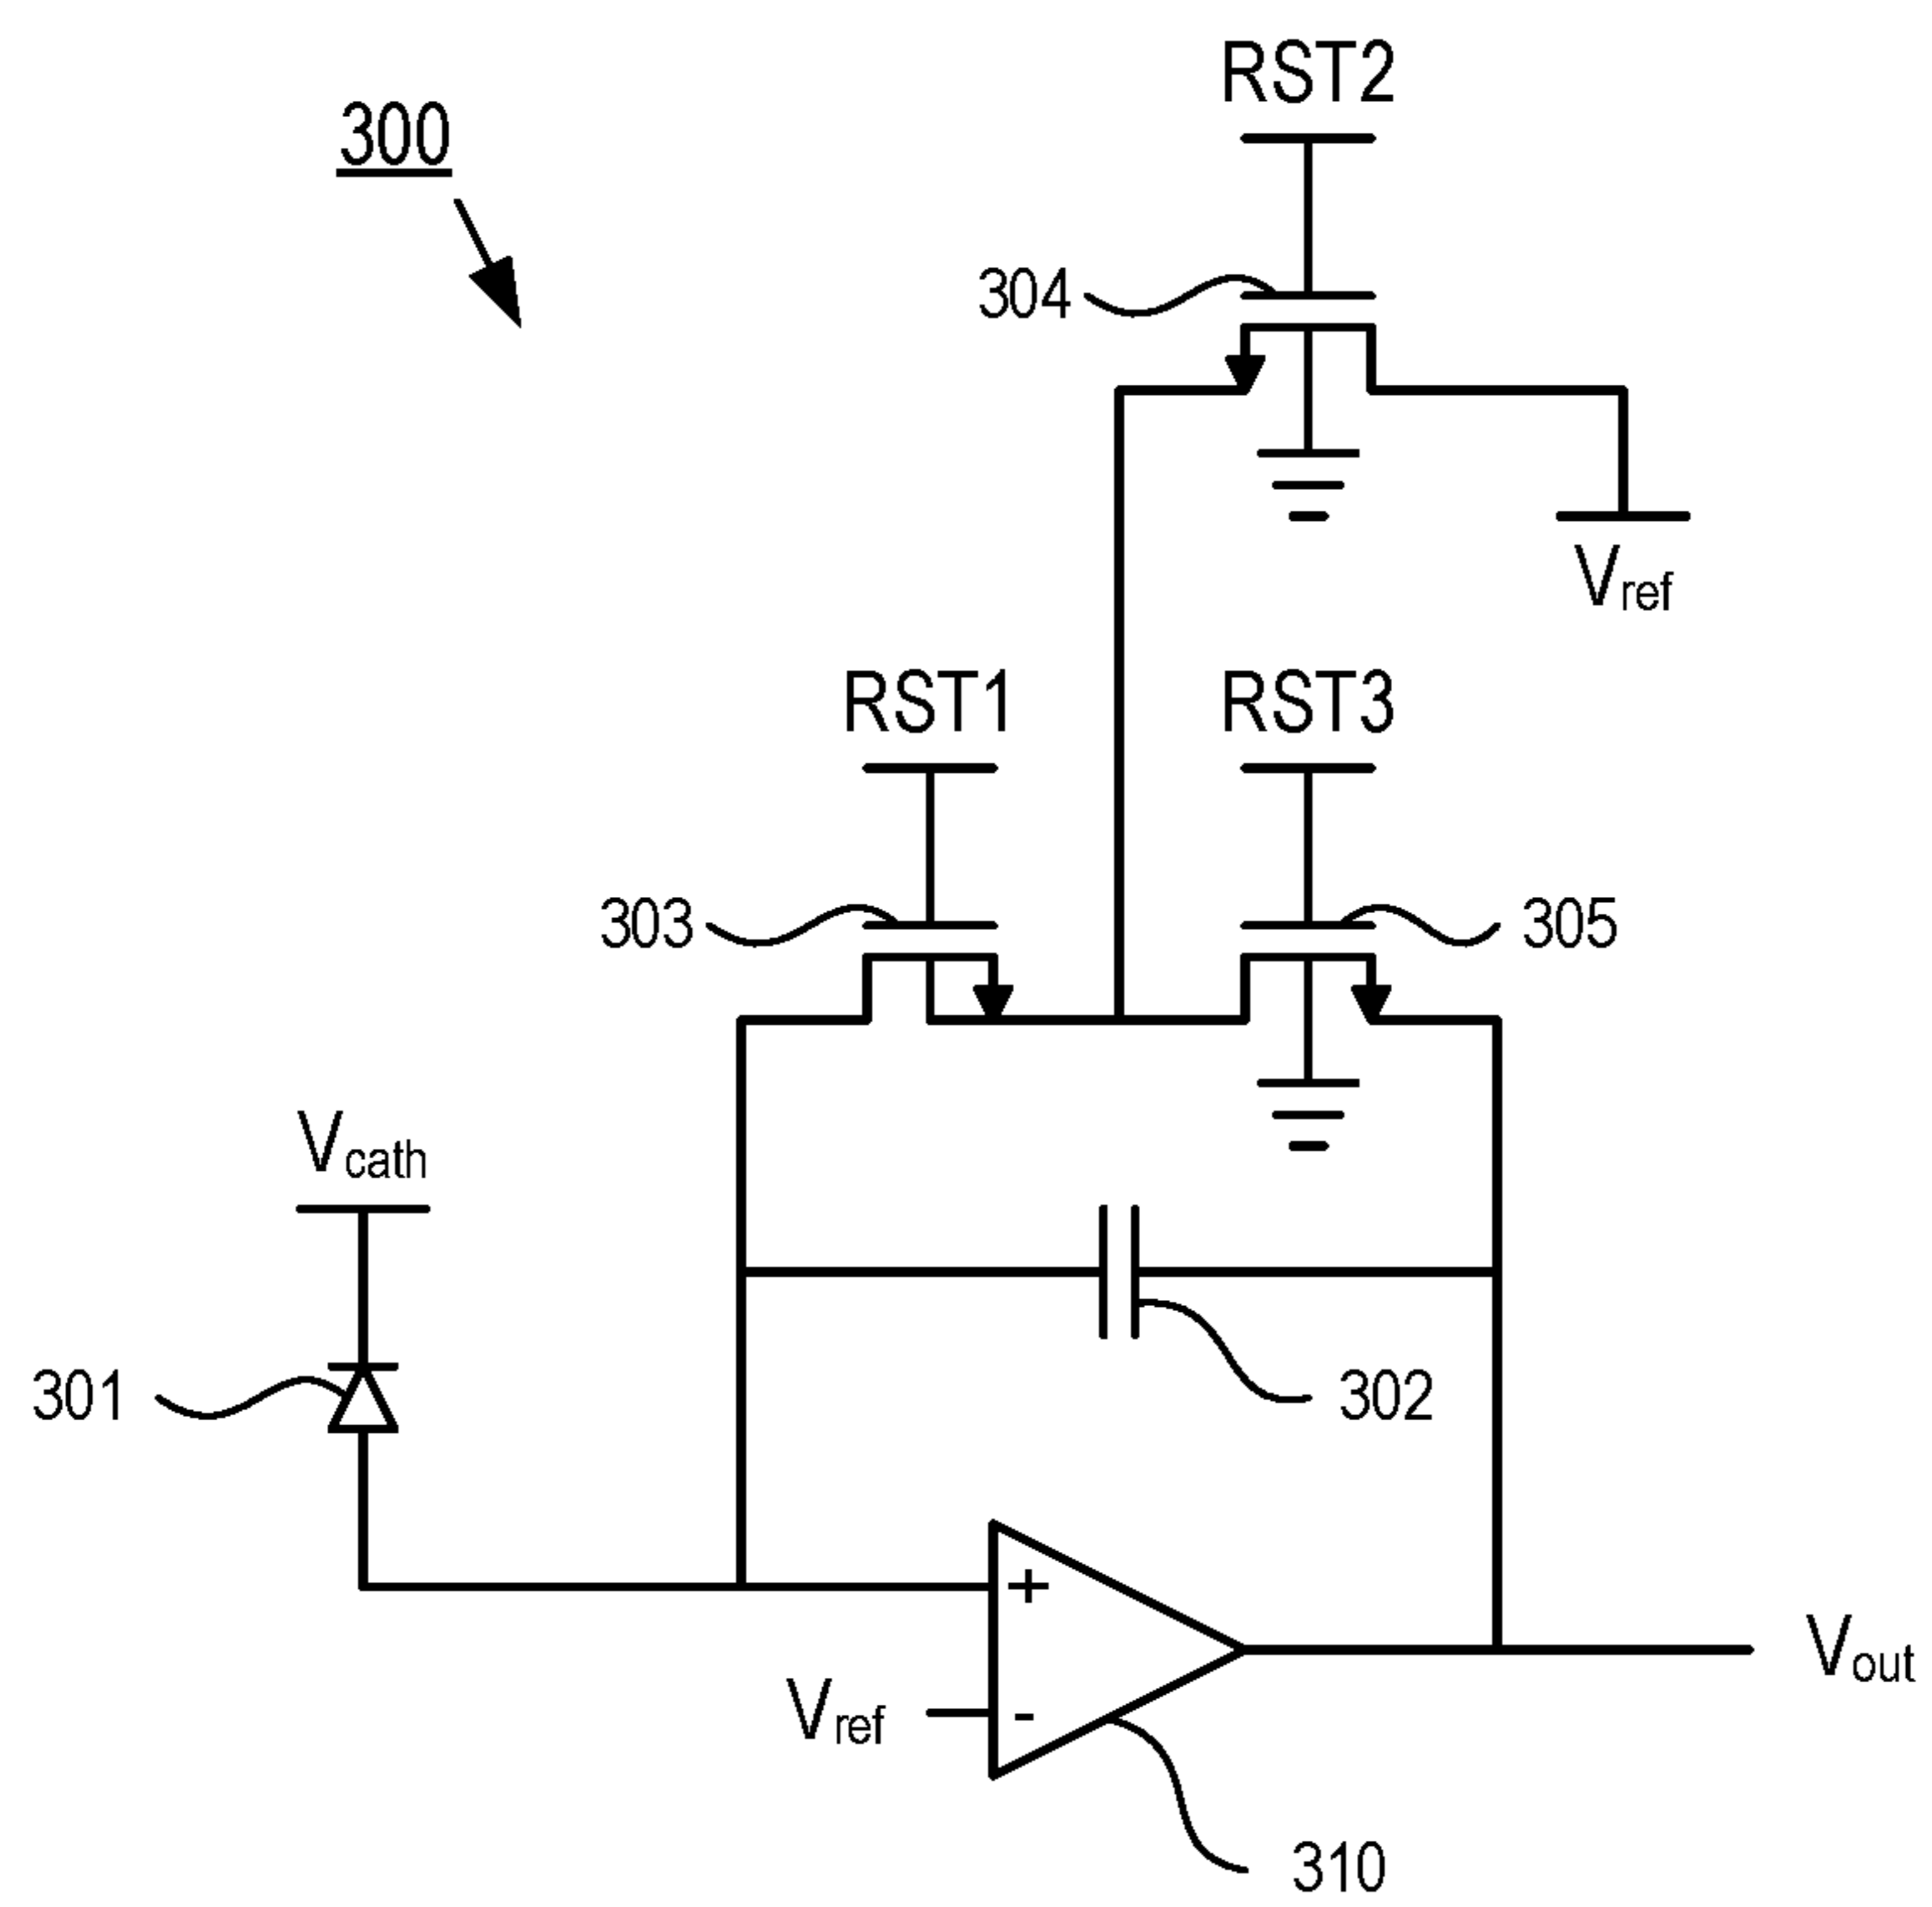 RST2
300
304
Vref
RST1
RST3
303
305
Vcath
301
302
+
Vref
-
Vout
310